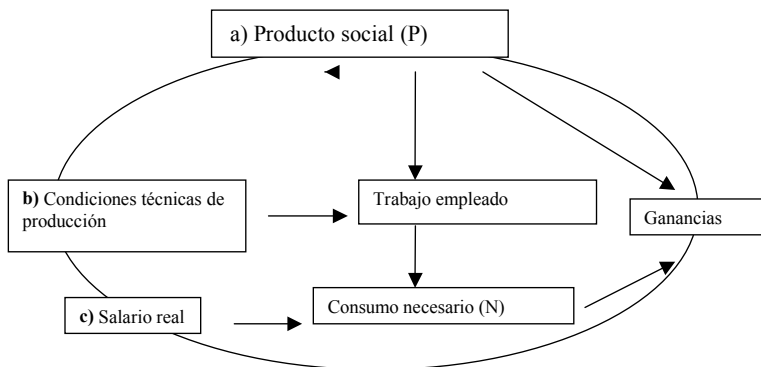 a) Producto social (P)
b) Condiciones técnicas de
producción
Trabajo empleado
Ganancias
c) Salario real
Consumo necesario (N)